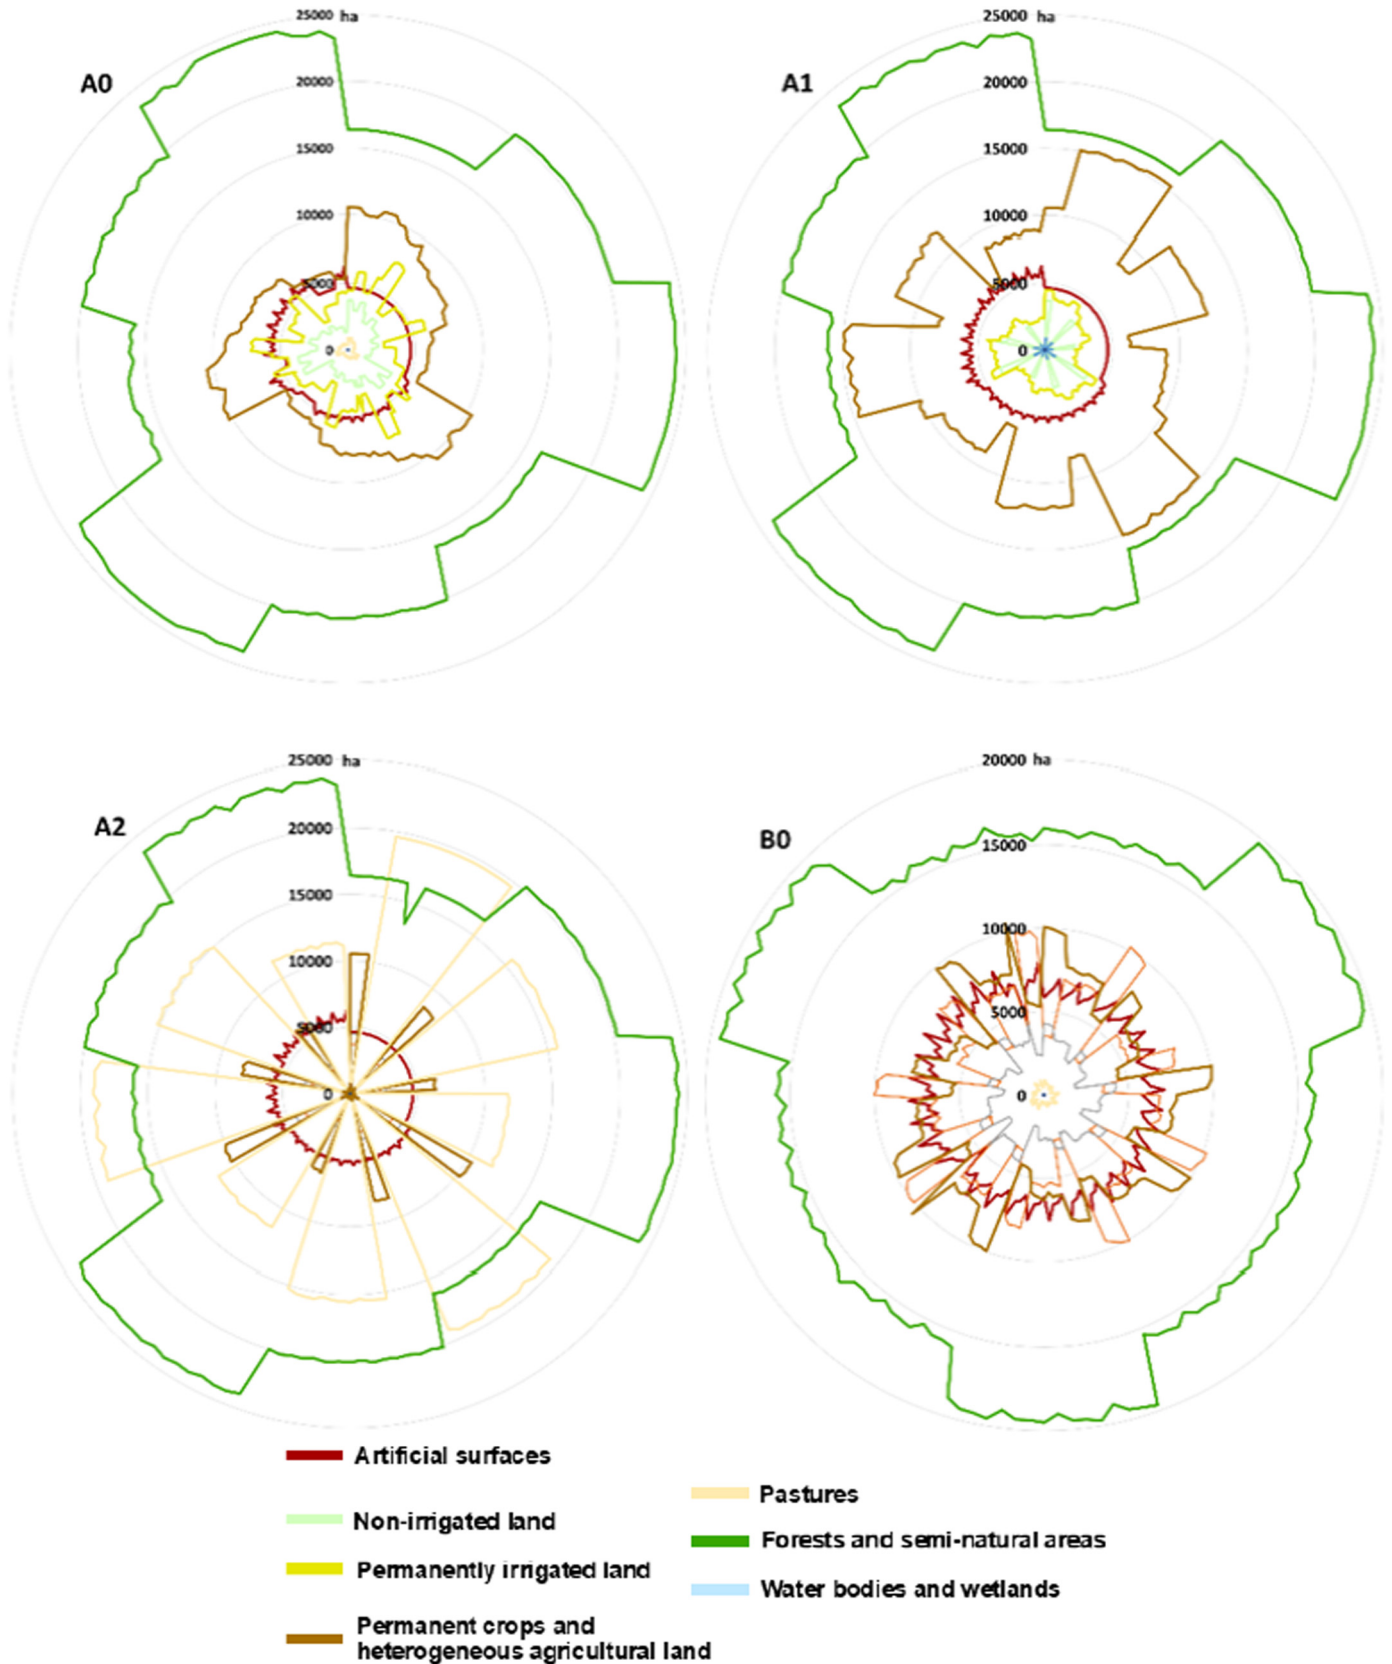 25000 ha
20000
15000
10000
5000
0
A0
25000 ha
20000
15000
10000
5000
0
A1
25000 ha
20000
15000
10000
5000
0
A2
20000 ha
15000
10000
5000
0
B0
Artificial surfaces
Non-irrigated land
Permanently irrigated land
Permanent crops and
heterogeneous agricultural land
Pastures
Forests and semi-natural areas
Water bodies and wetlands